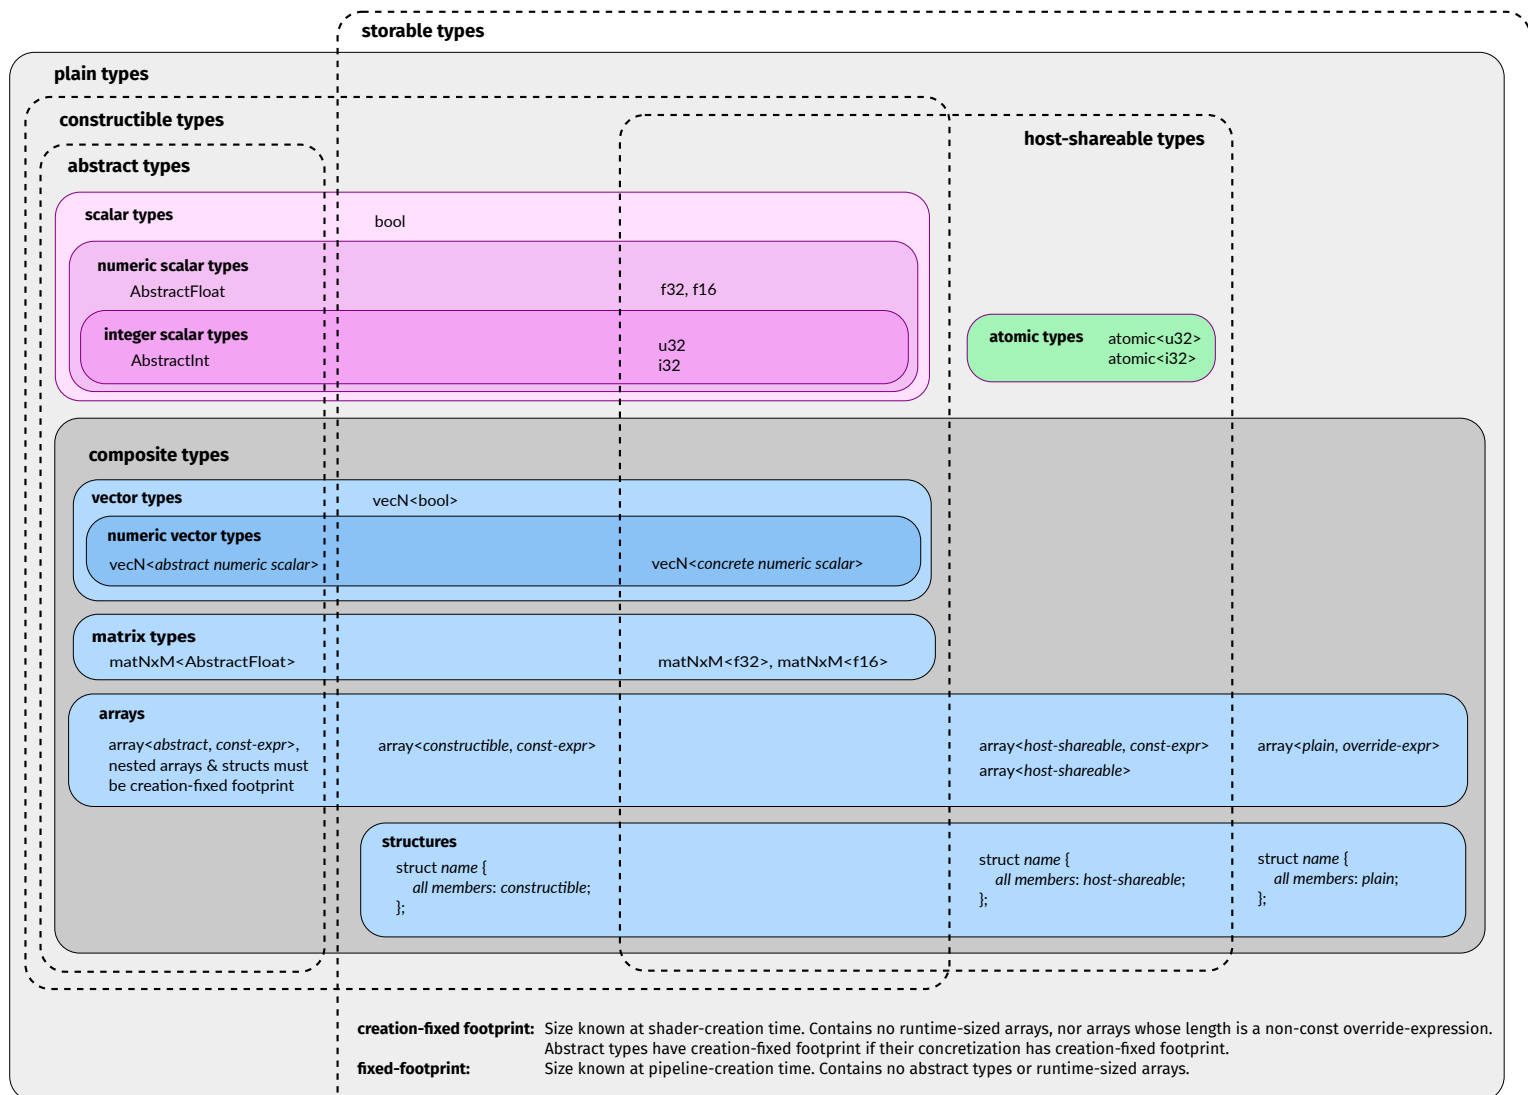 storable types
plain types
constructible types
host-shareable types
abstract types
scalar types
bool
numeric scalar types
AbstractFloat
f32, f16
integer scalar types
AbstractInt
u32
i32
atomic types
atomic<u32>
atomic<i32>
composite types
vector types
vecN<bool>
numeric vector types
vecN<abstract numeric scalar>
vecN<concrete numeric scalar>
matrix types
matNxM<AbstractFloat>
matNxM<f32>, matNxM<f16>
arrays
array<abstract, const-expr>,
nested arrays & structs must
be creation-fixed footprint
array<constructible, const-expr>
array<host-shareable, const-expr>
array<host-shareable>
array<plain, override-expr>
structures
struct name {
all members: constructible;
};
struct name {
all members: host-shareable;
};
struct name {
all members: plain;
};
creation-fixed footprint: Size known at shader-creation time. Contains no runtime-sized arrays, nor arrays whose length is a non-const override-expression.
Abstract types have creation-fixed footprint if their concretization has creation-fixed footprint.
fixed-footprint: Size known at pipeline-creation time. Contains no abstract types or runtime-sized arrays.